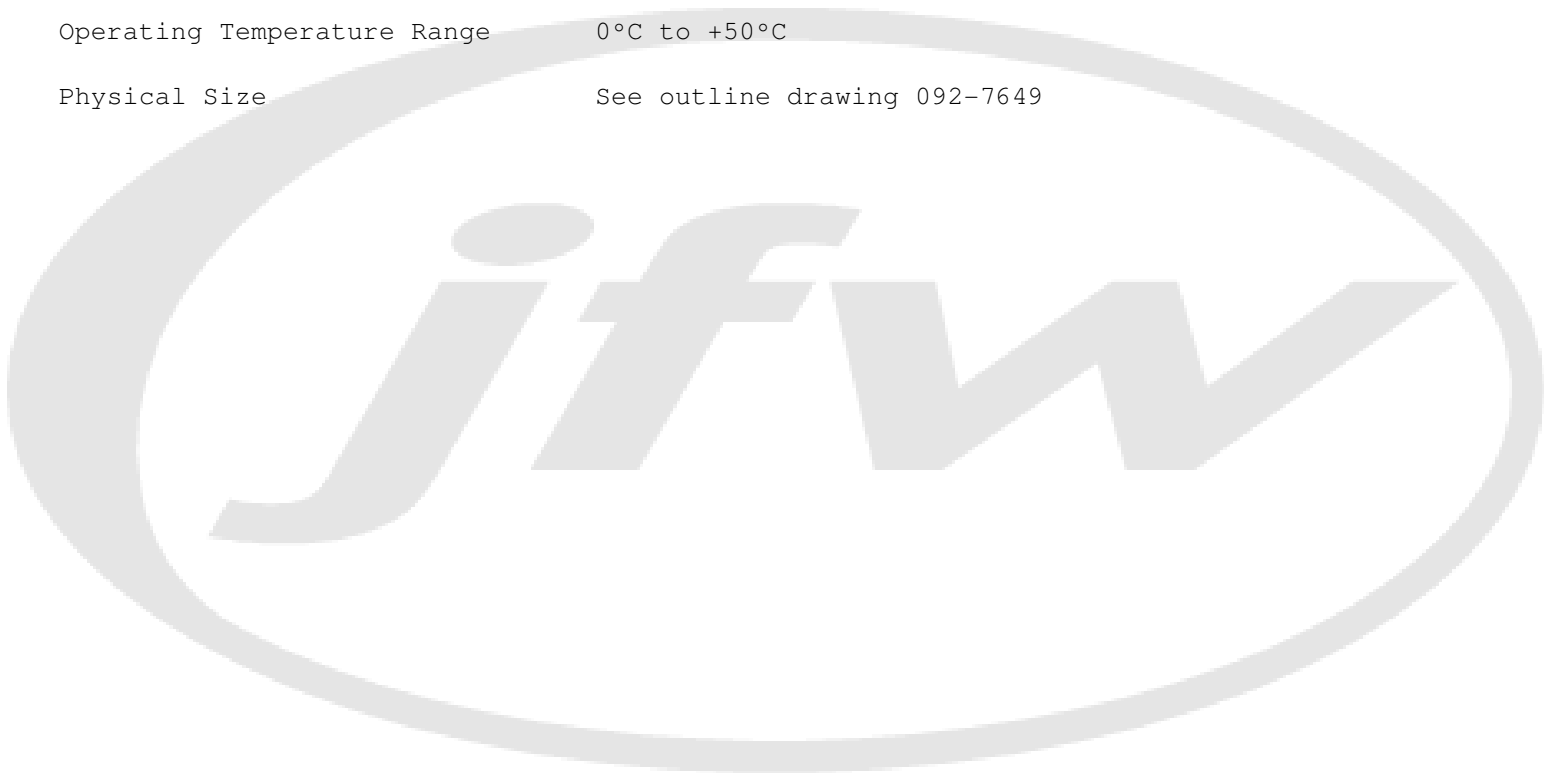 Operating Temperature Range 0°C to +50°C
Physical Size See outline drawing 092-7649
jfw